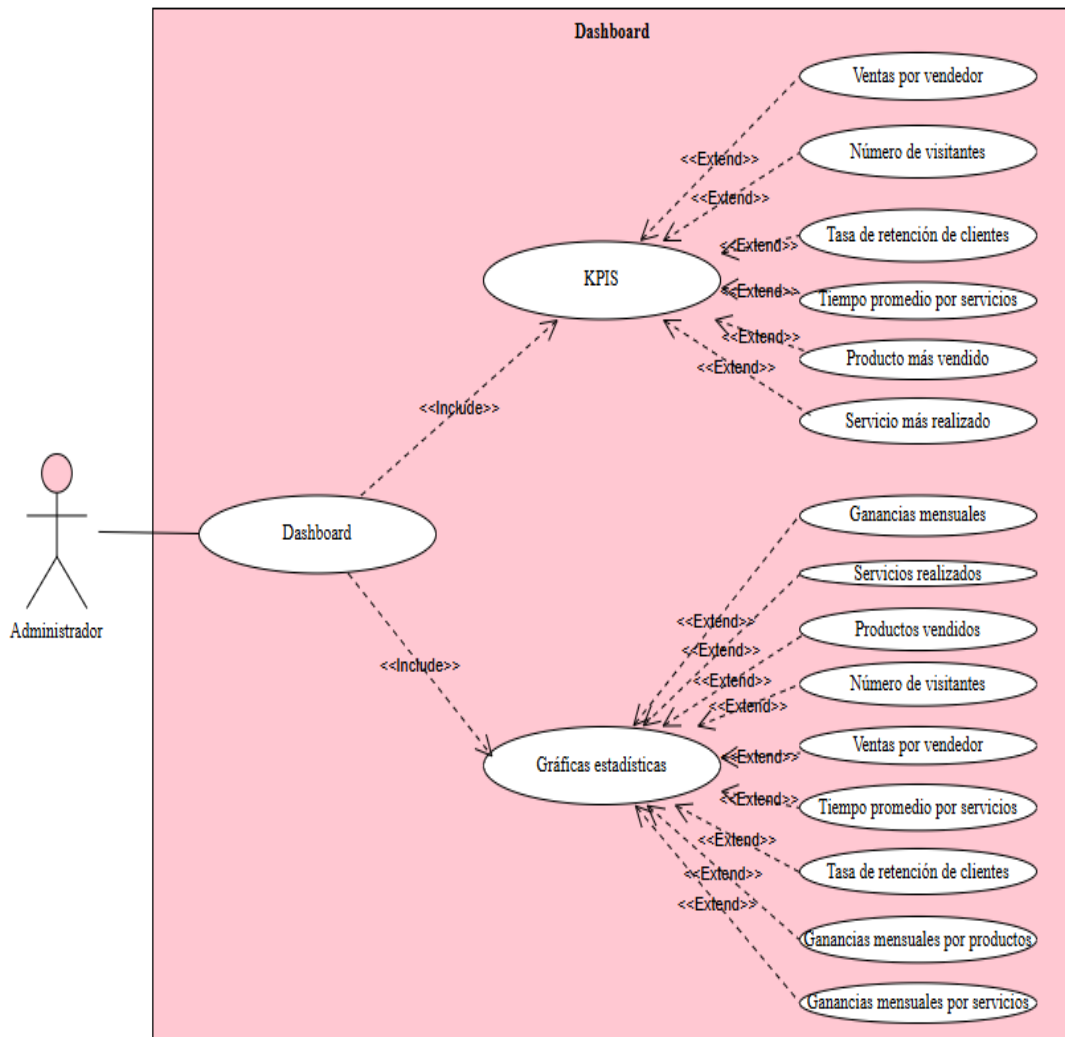 Dashboard
Ventas por vendedor
<<Extend>>
Número de visitantes
<<Extend>>
Tasa de retención de clientes
<<Extend>>
KPIS
Tiempo promedio por servicios
<<Extend>>
Producto más vendido
<<Extend>>
Servicio más realizado
<<Extend>>
<<Include>>
Dashboard
Administrador
<<Include>>
Ganancias mensuales
<<Extend>>
Servicios realizados
<<Extend>>
Productos vendidos
<<Extend>>
Número de visitantes
<<Extend>>
Gráficas estadísticas
Ventas por vendedor
<<Extend>>
Tiempo promedio por servicios
<<Extend>>
Tasa de retención de clientes
<<Extend>>
Ganancias mensuales por productos
<<Extend>>
Ganancias mensuales por servicios
<<Extend>>